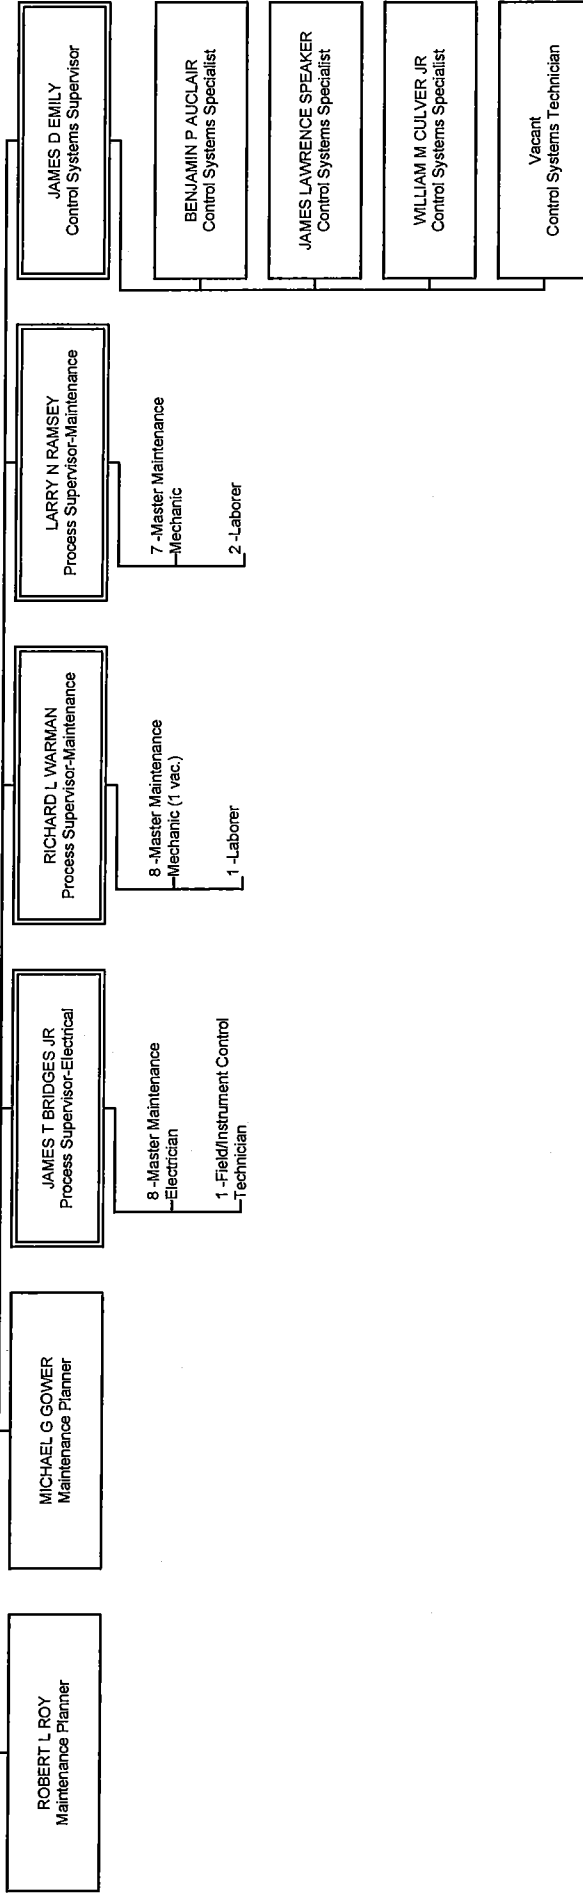 ROBERT L ROY
Maintenance Planner
MICHAEL G GOWER
Maintenance Planner
JAMES T BRIDGES JR
Process Supervisor-Electrical
8 -Master Maintenance
Electrician
1 -Field/Instrument Control
Technician
RICHARD L WARMAN
Process Supervisor-Maintenance
8 -Master Maintenance
Mechanic (1 vac.)
1 -Laborer
LARRY N RAMSEY
Process Supervisor-Maintenance
7 -Master Maintenance
Mechanic
2 -Laborer
JAMES D EMILY
Control Systems Supervisor
BENJAMIN P AUCLAIR
Control Systems Specialist
JAMES LAWRENCE SPEAKER
Control Systems Specialist
WILLIAM M CULVER JR
Control Systems Specialist
Vacant
Control Systems Technician